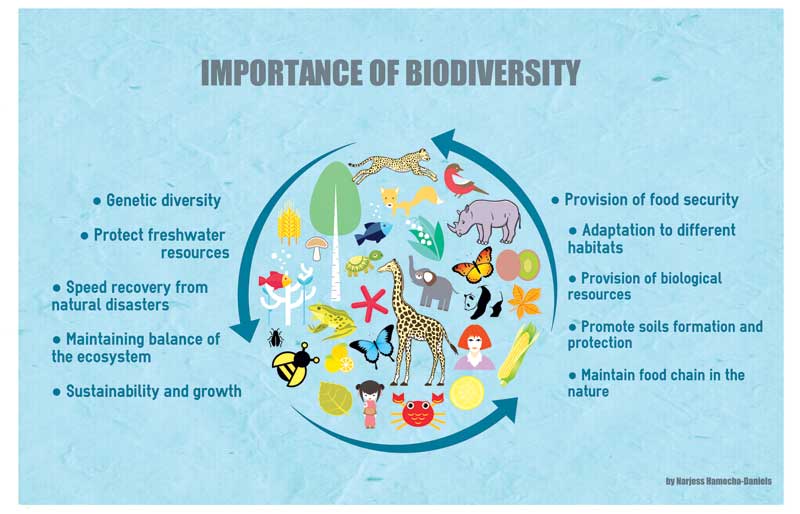 IMPORTANCE OF BIODIVERSITY
• Genetic diversity
• Protect freshwater
resources
• Speed recovery from
natural disasters
• Maintaining balance of
the ecosystem
• Sustainability and growth
• Provision of food security
• Adaptation to different
habitats
• Provision of biological
resources
• Promote soils formation and
protection
• Maintain food chain in the
nature
by Narjess Hamocha-Daniels